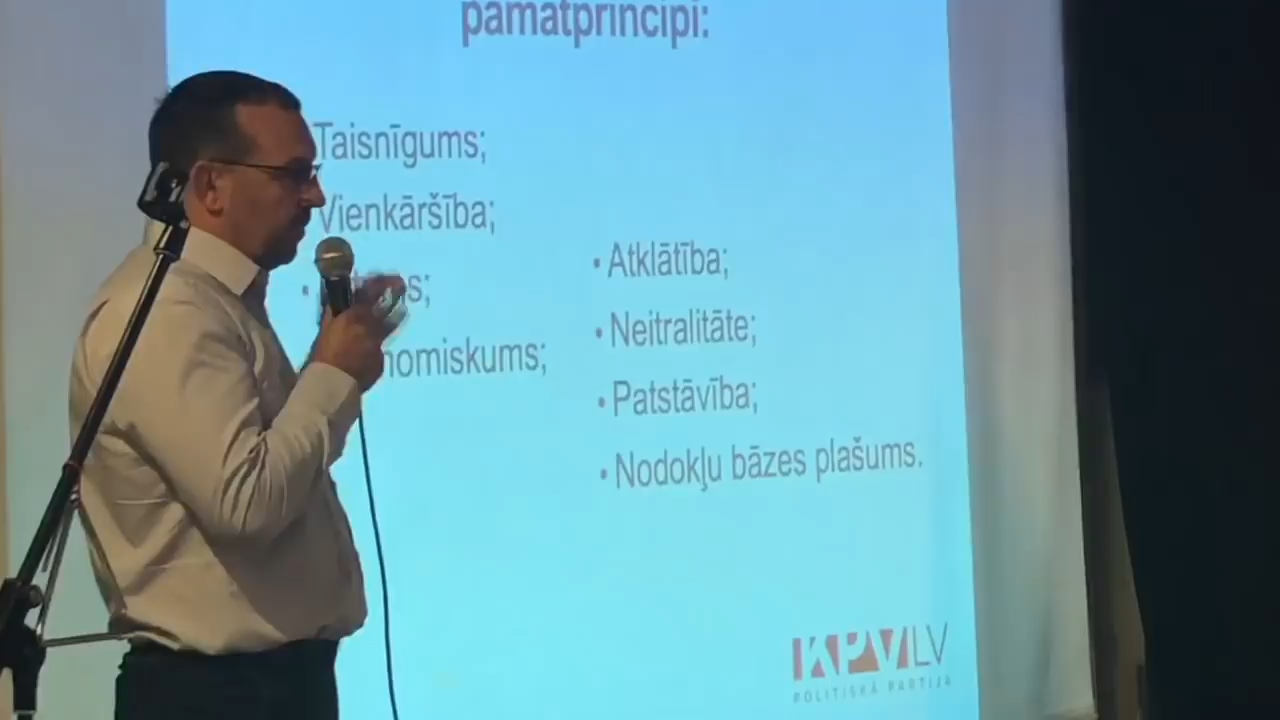 pamatprincipi:
Taisnīgums;
Vienkāršība;
• Atklātība;
• Neitralitāte;
• Patstāvība;
• Nodokļu bāzes plašums.
KPV LV
POLITISKĀ PARTIJA